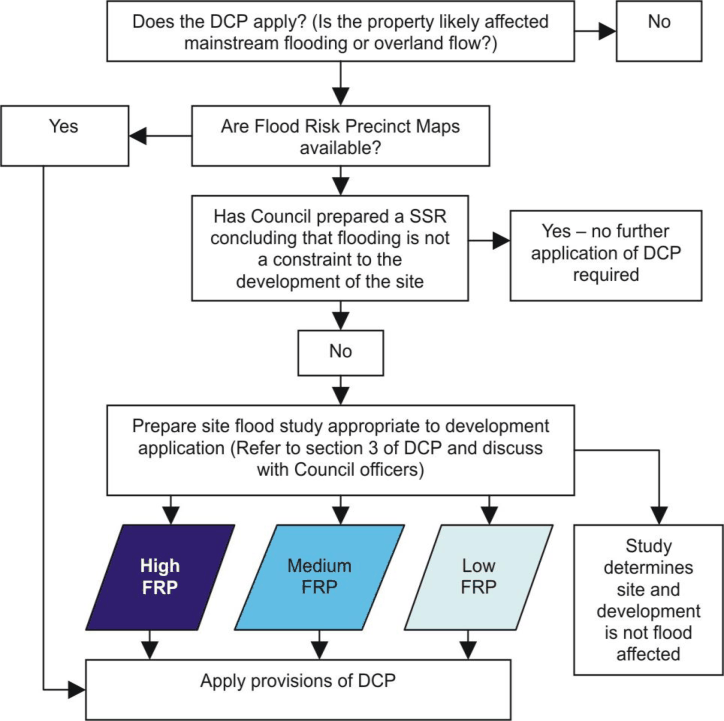 Does the DCP apply? (Is the property likely affected
mainstream flooding or overland flow?)
No
Yes
Are Flood Risk Precinct Maps
available?
Has Council prepared a SSR
concluding that flooding is not
a constraint to the
development of the site
Yes – no further
application of DCP
required
No
Prepare site flood study appropriate to development
application (Refer to section 3 of DCP and discuss
with Council officers)
High
FRP
Medium
FRP
Low
FRP
Study
determines
site and
development
is not flood
affected
Apply provisions of DCP